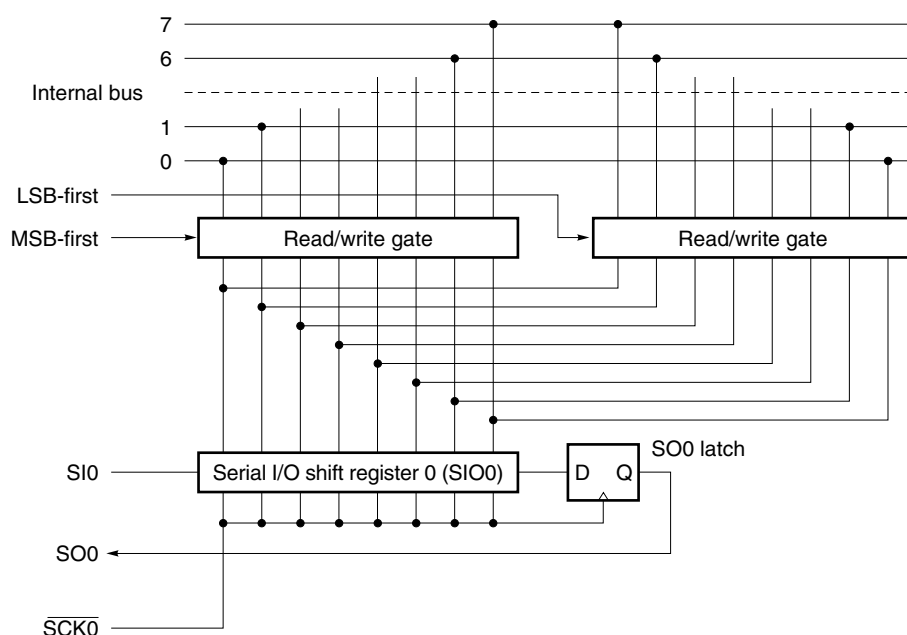 7
6
Internal bus
1
0
LSB-first
MSB-first
Read/write gate
Read/write gate
SO0 latch
SI0
Serial I/O shift register 0 (SIO0)
D
Q
SO0
SCK0